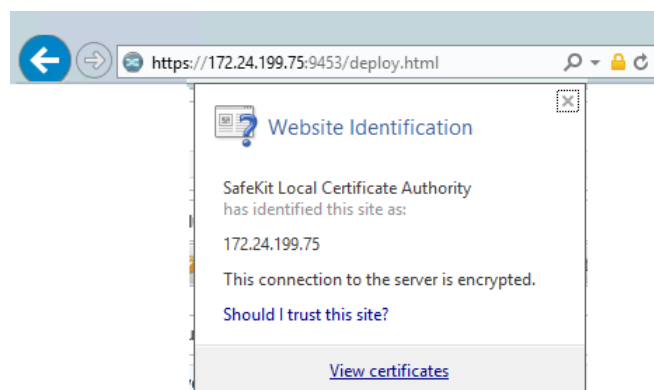 https://172.24.199.75:9453/deploy.html
Website Identification
SafeKit Local Certificate Authority
has identified this site as:
172.24.199.75
This connection to the server is encrypted.
Should I trust this site?
View certificates